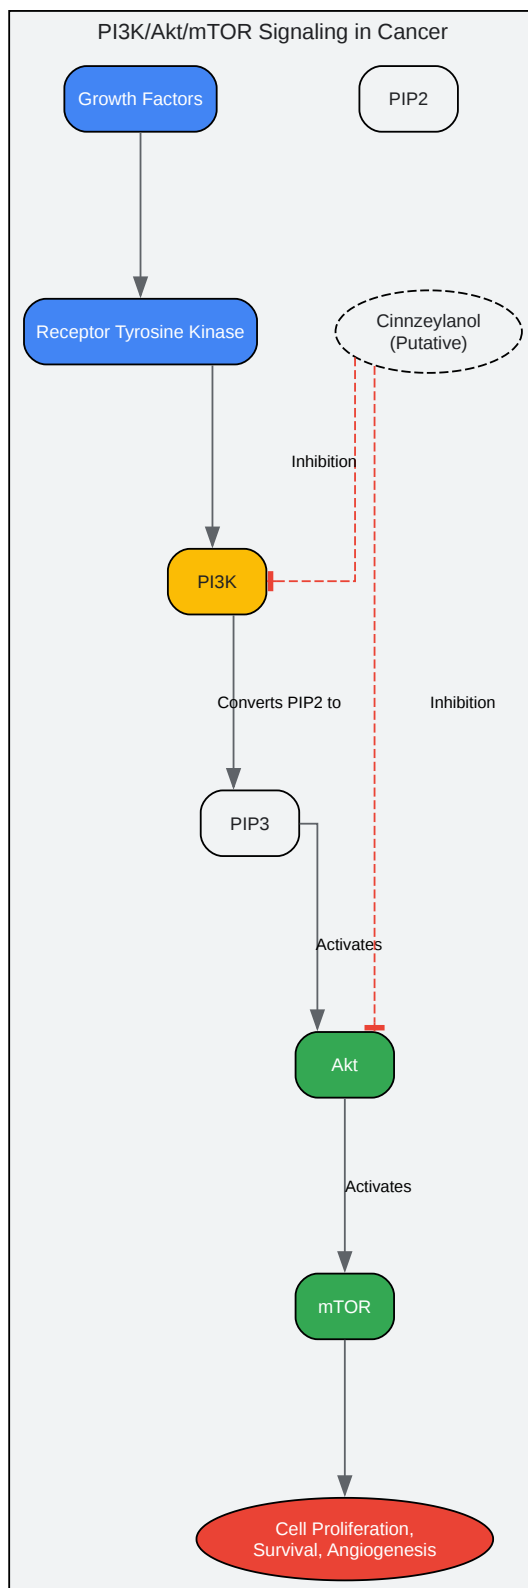 PI3K/Akt/mTOR Signaling in Cancer
Growth Factors
PIP2
Receptor Tyrosine Kinase
Cinnzeylanol
(Putative)
Inhibition
PI3K
Converts PIP2 to
Inhibition
PIP3
Activates
Akt
Activates
mTOR
Cell Proliferation,
Survival, Angiogenesis